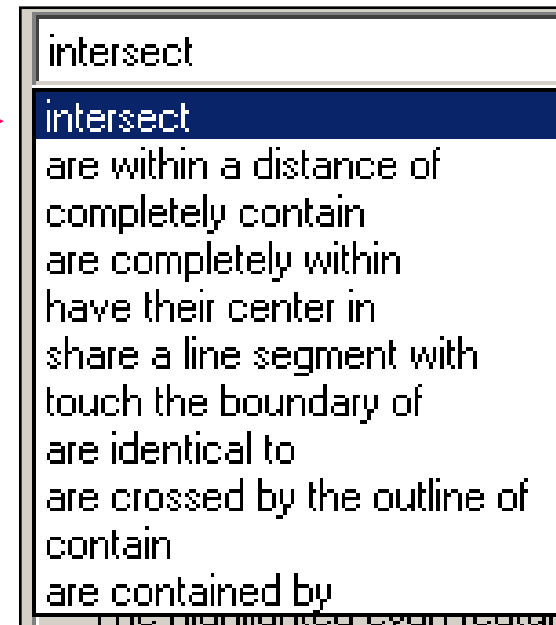 intersect
intersect
are within a distance of
completely contain
are completely within
have their center in
share a line segment with
touch the boundary of
are identical to
are crossed by the outline of
contain
are contained by